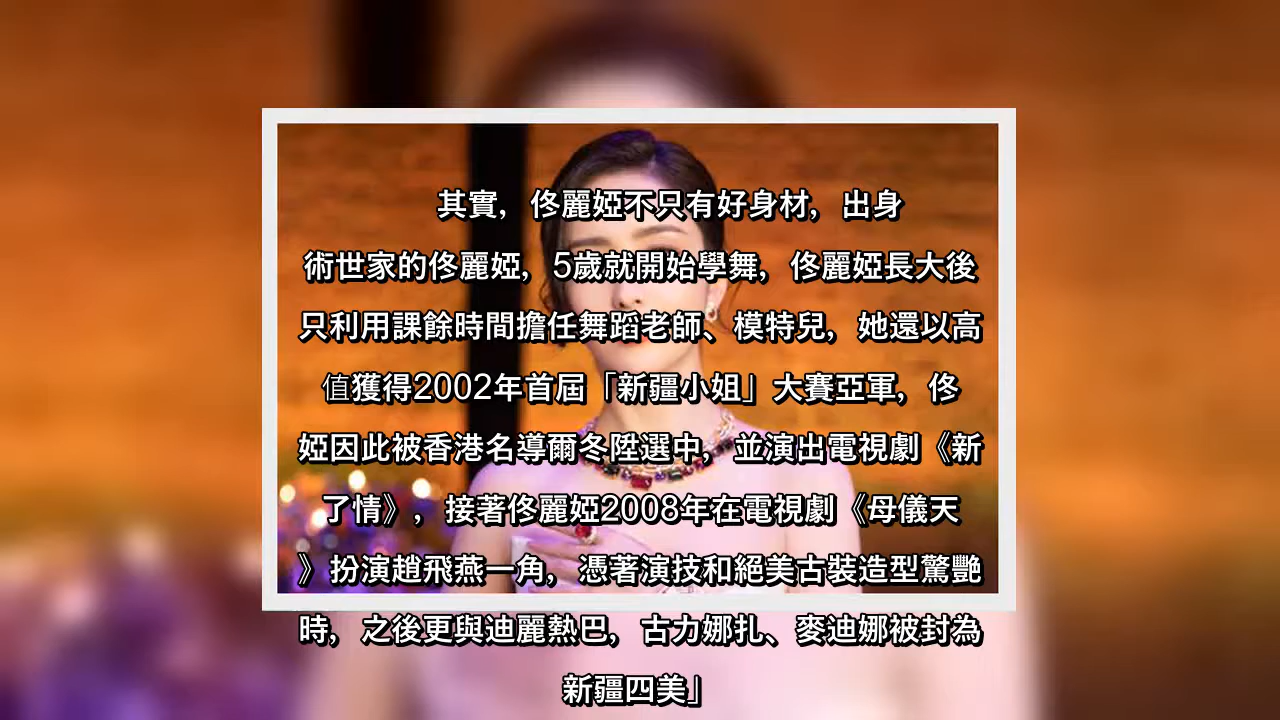 其實，佟麗婭不只有好身材，出身
術世家的佟麗婭，5歲就開始學舞，佟麗婭長大後
只利用課餘時間擔任舞蹈老師、模特兒，她還以高
值獲得2002年首屆「新疆小姐」大賽亞軍，佟
婭因此被香港名導爾冬陞選中，並演出電視劇《新
了情》，接著佟麗婭2008年在電視劇《母儀天
》扮演趙飛燕一角，憑著演技和絕美古裝造型驚艷
時，之後更與迪麗熱巴，古力娜扎、麥迪娜被封為
新疆四美」